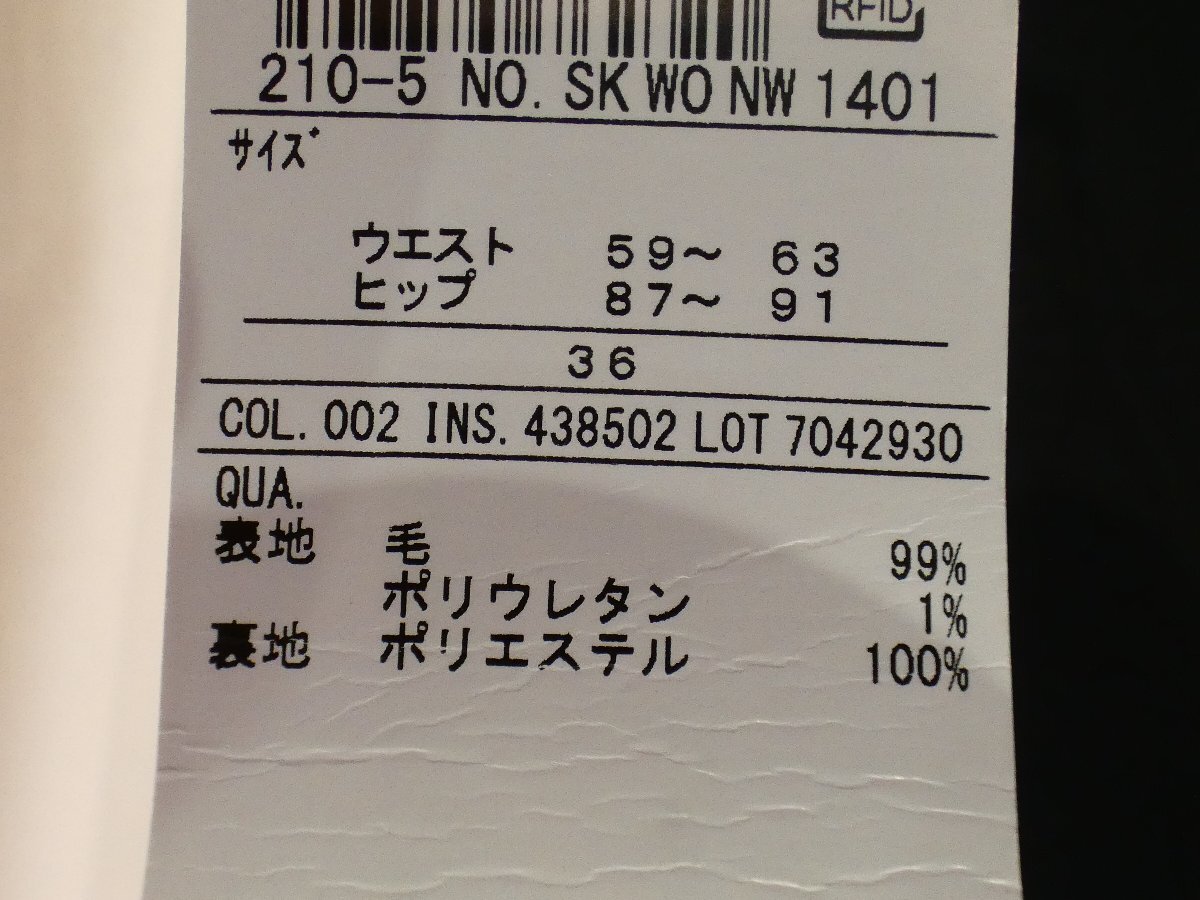 RFID
210-5 NO. SK WO NW 1401
サイズ
ウエスト 59～ 63
ヒップ 87～ 91
36
COL. 002 INS. 438502 LOT 7042930
QUA.
表地 毛 99%
ポリウレタン 1%
裏地 ポリエステル 100%